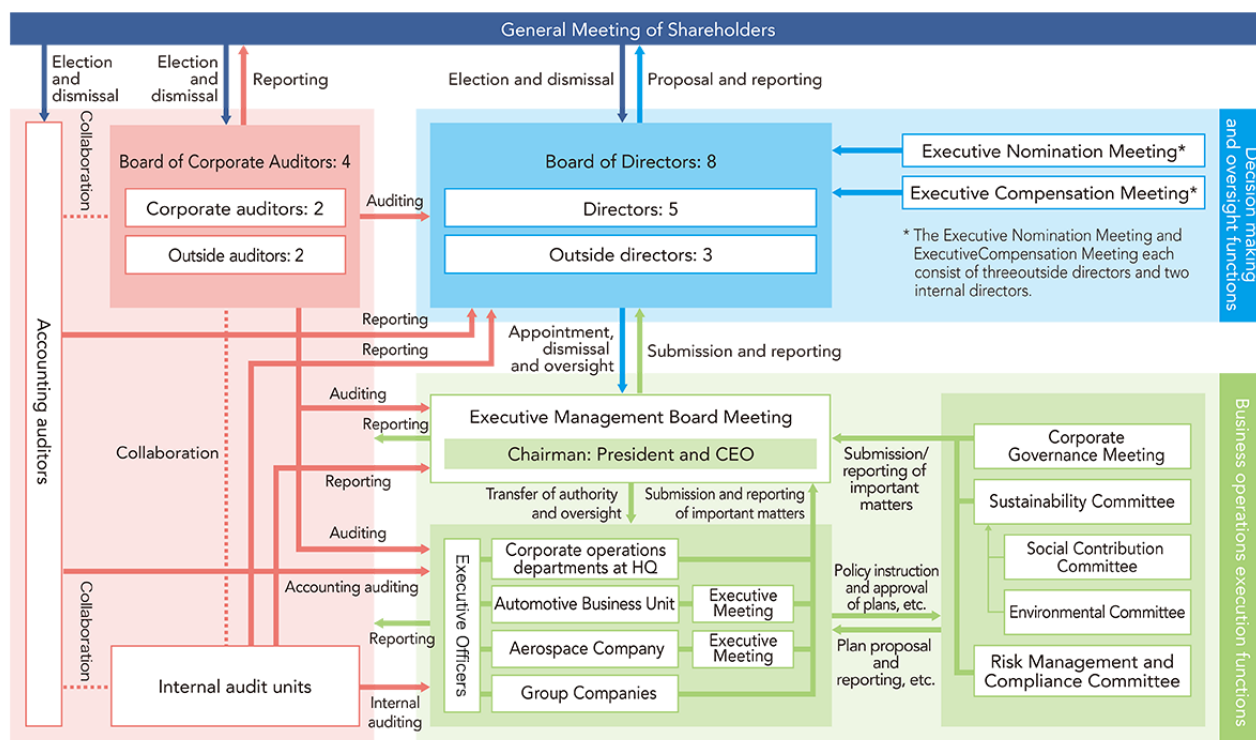 General Meeting of Shareholders
Election
and
dismissal
Election
and
dismissal
Reporting
Election and dismissal
Proposal and reporting
Collaboration
Board of Corporate Auditors: 4
Corporate auditors: 2
Outside auditors: 2
Auditing
Board of Directors: 8
Directors: 5
Outside directors: 3
Executive Nomination Meeting*
Executive Compensation Meeting*
* The Executive Nomination Meeting and
ExecutiveCompensation Meeting each
consist of threeoutside directors and two
internal directors.
Decision making
and oversight functions
Accounting auditors
Reporting
Reporting
Appointment,
dismissal
and oversight
Submission and reporting
Auditing
Reporting
Executive Management Board Meeting
Chairman: President and CEO
Collaboration
Reporting
Transfer of authority
and oversight
Submission and reporting
of important matters
Submission/
reporting of
important
matters
Corporate
Governance Meeting
Sustainability Committee
Social Contribution
Committee
Environmental Committee
Risk Management and
Compliance Committee
Business operations execution functions
Auditing
Accounting auditing
Reporting
Executive Officers
Corporate operations
departments at HQ
Automotive Business Unit
Executive
Meeting
Aerospace Company
Executive
Meeting
Group Companies
Policy instruction
and approval
of plans, etc.
Plan proposal
and
reporting, etc.
Collaboration
Internal audit units
Internal
auditing